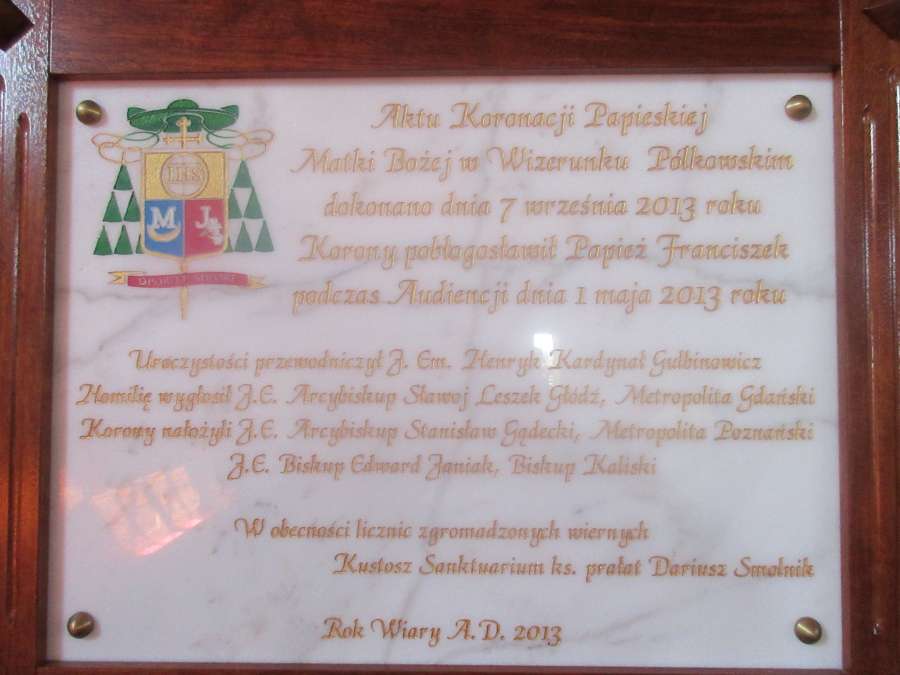 IHS
M J
Aktu Koronacji Papieskiej
Matki Bożej w Wizerunku Pólkowskim
dokonano dnia 7 września 2013 roku
Korony pobłogosławił Papież Franciszek
podczas Audiencji dnia 1 maja 2013 roku
Uroczystości przewodniczył J. Em. Henryk Kardynał Gulbinowicz
Homilię wygłosił J.E. Arcybiskup Sławoj Leszek Głódź, Metropolita Gdański
Korony nałożyli J.E. Arcybiskup Stanisław Gądecki, Metropolita Poznański
J.E. Biskup Edward Janiak, Biskup Kaliski
W obecności licznie zgromadzonych wiernych
Kustosz Sanktuarium ks. prałat Dariusz Smolnik
Rok Wiary A.D. 2013